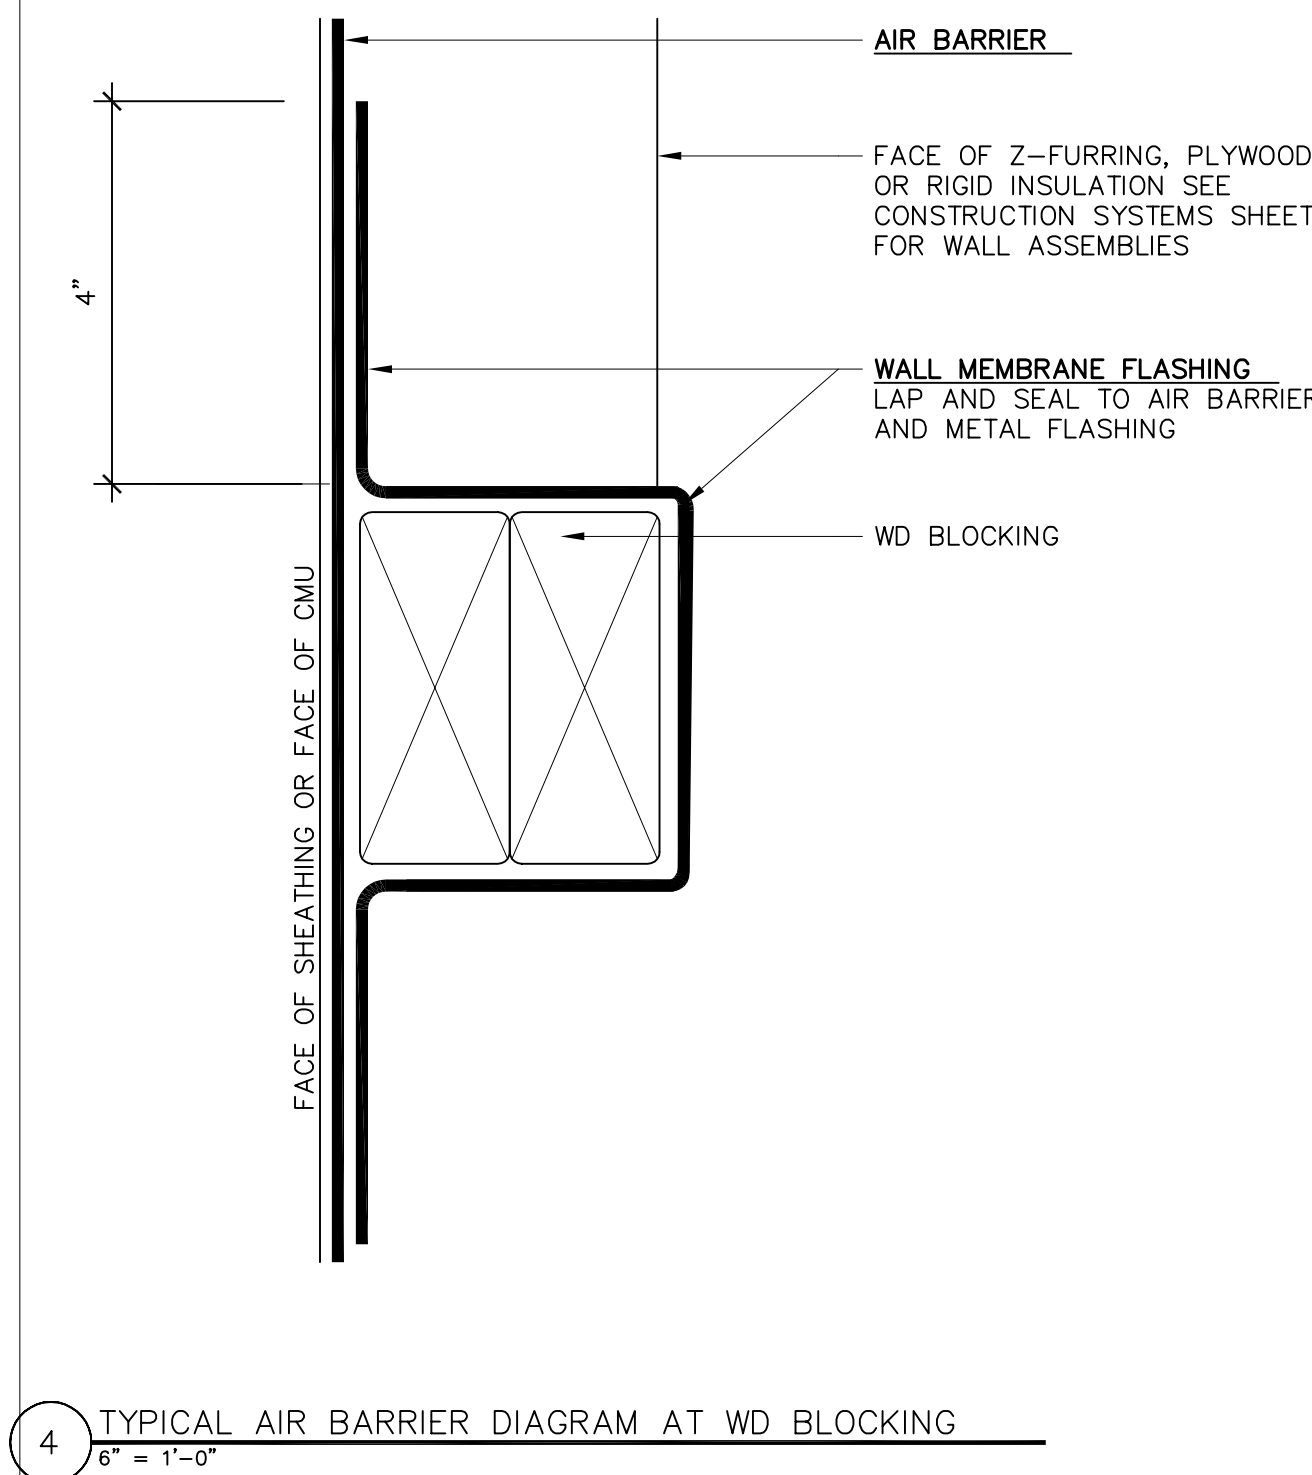 AIR BARRIER
FACE OF Z-FURRING, PLYWOOD
OR RIGID INSULATION SEE
CONSTRUCTION SYSTEMS SHEET
FOR WALL ASSEMBLIES
4"
WALL MEMBRANE FLASHING
LAP AND SEAL TO AIR BARRIER
AND METAL FLASHING
WD BLOCKING
FACE OF SHEATHING OR FACE OF CMU
4
TYPICAL AIR BARRIER DIAGRAM AT WD BLOCKING
6" = 1'-0"